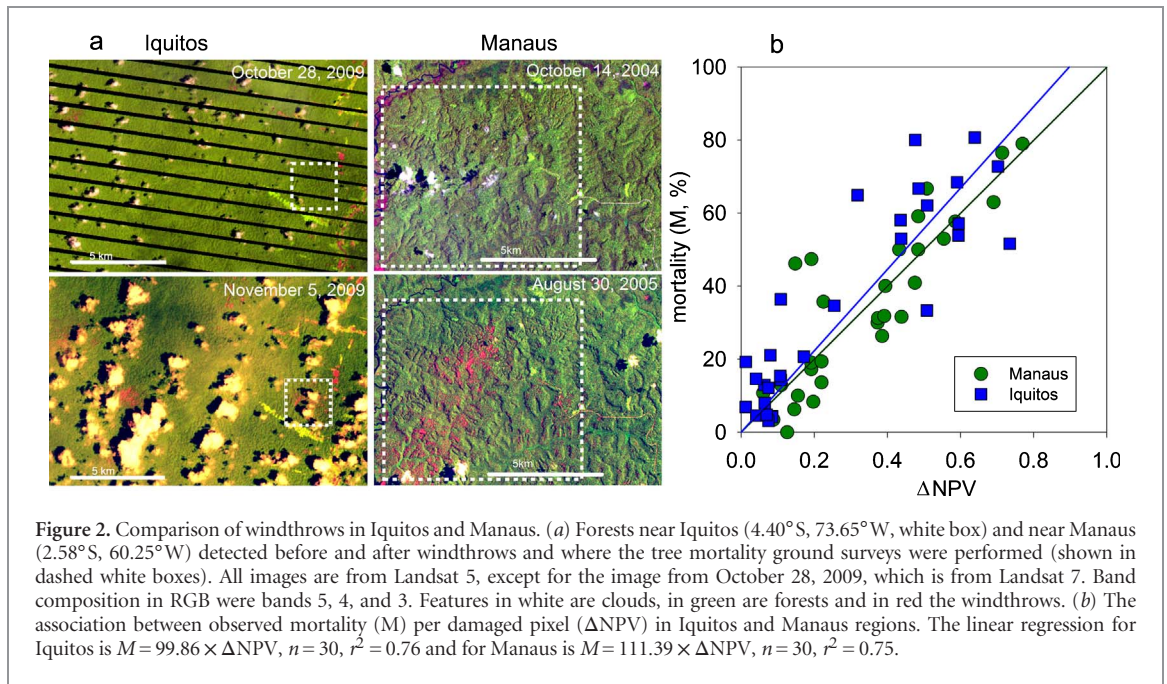 a
Iquitos
Manaus
b
October 28, 2009
October 14, 2004
5 km
5km
November 5, 2009
August 30, 2005
5 km
5km
mortality (M, %)
100
80
60
40
20
0
Manaus
Iquitos
0.0 0.2 0.4 0.6 0.8 1.0
ΔNPV
Figure 2. Comparison of windthrows in Iquitos and Manaus. (a) Forests near Iquitos (4.40°S, 73.65°W, white box) and near Manaus
(2.58°S, 60.25°W) detected before and after windthrows and where the tree mortality ground surveys were performed (shown in
dashed white boxes). All images are from Landsat 5, except for the image from October 28, 2009, which is from Landsat 7. Band
composition in RGB were bands 5, 4, and 3. Features in white are clouds, in green are forests and in red the windthrows. (b) The
association between observed mortality (M) per damaged pixel (ΔNPV) in Iquitos and Manaus regions. The linear regression for
Iquitos is M = 99.86 × ΔNPV, n = 30, r² = 0.76 and for Manaus is M = 111.39 × ΔNPV, n = 30, r² = 0.75.